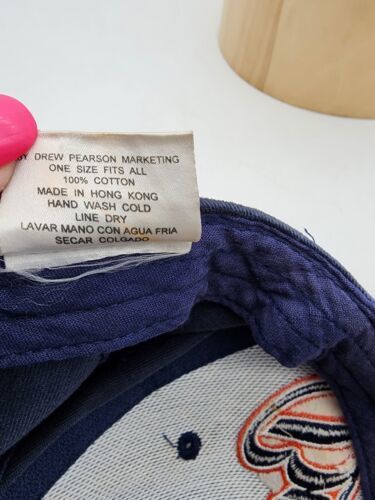 BY DREW PEARSON MARKETING
ONE SIZE FITS ALL
100% COTTON
MADE IN HONG KONG
HAND WASH COLD
LINE DRY
LAVAR MANO CON AGUA FRIA
SECAR COLGADO